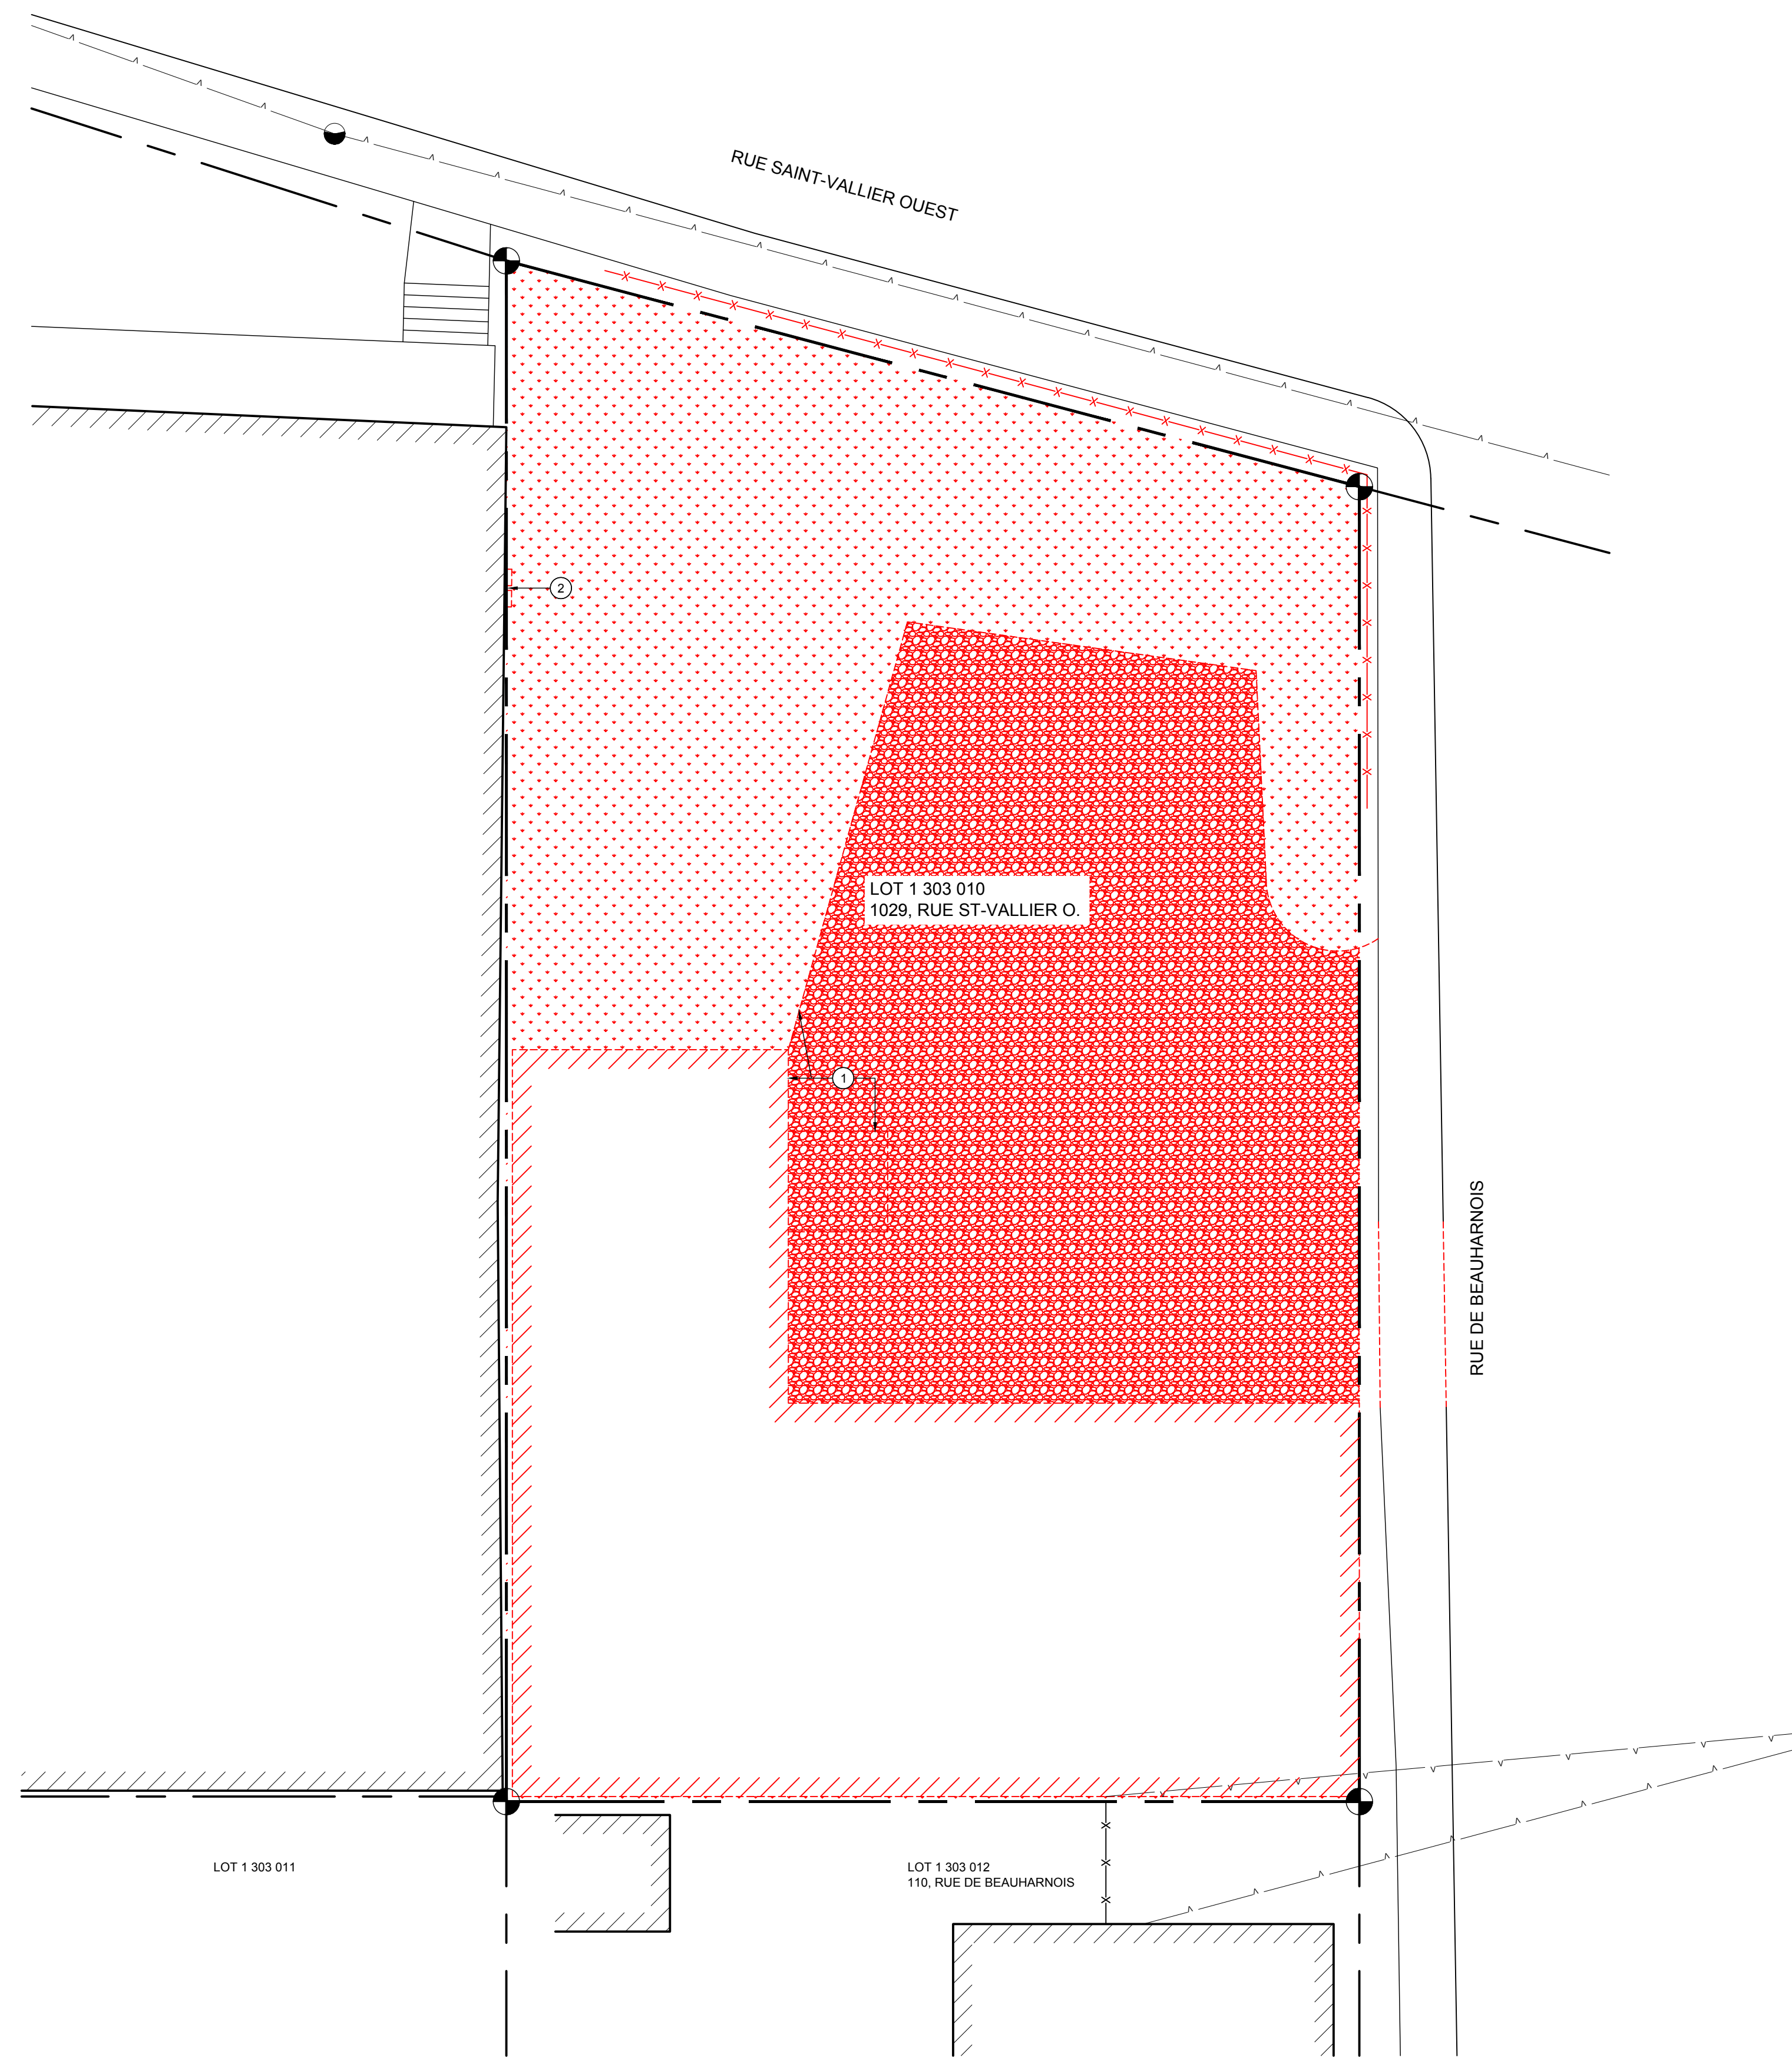 RUE SAINT-VALLIER OUEST
2
LOT 1 303 010
1029, RUE ST-VALLIER O.
1
RUE DE BEAUHARNOIS
LOT 1 303 011
LOT 1 303 012
110, RUE DE BEAUHARNOIS